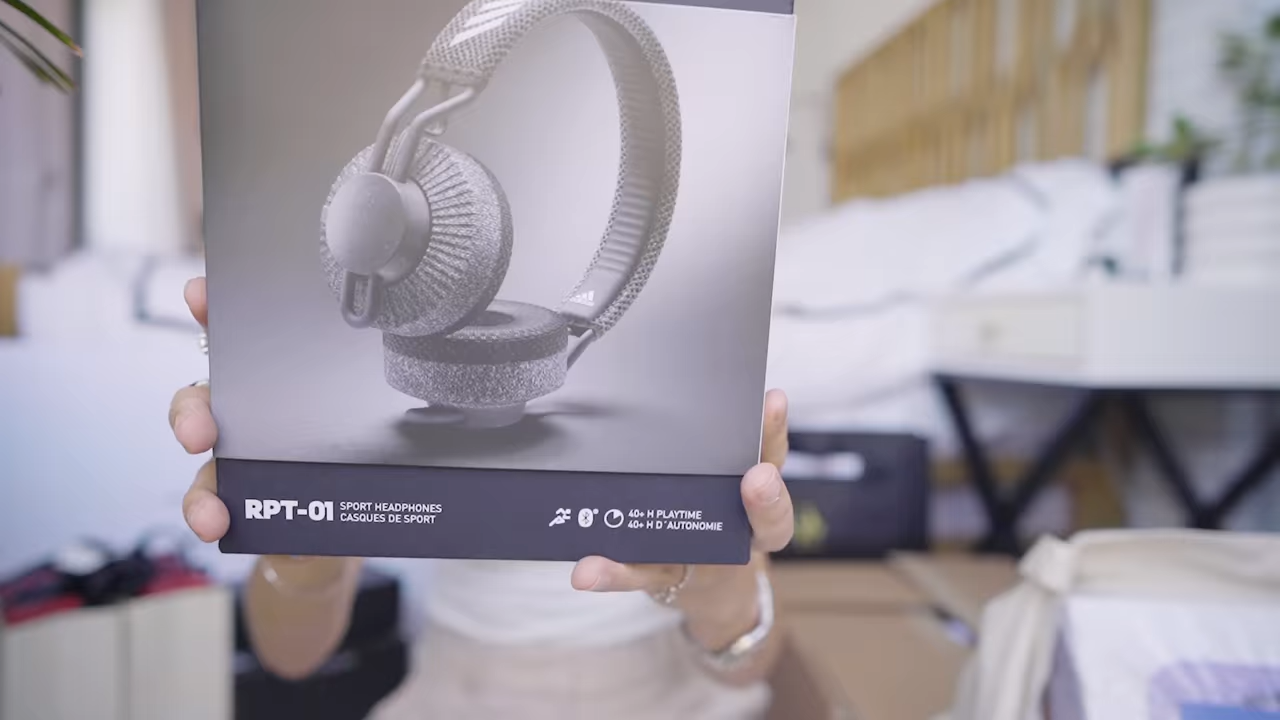 RPT-01
SPORT HEADPHONES
CASQUES DE SPORT
40+ H PLAYTIME
40+ H D'AUTONOMIE